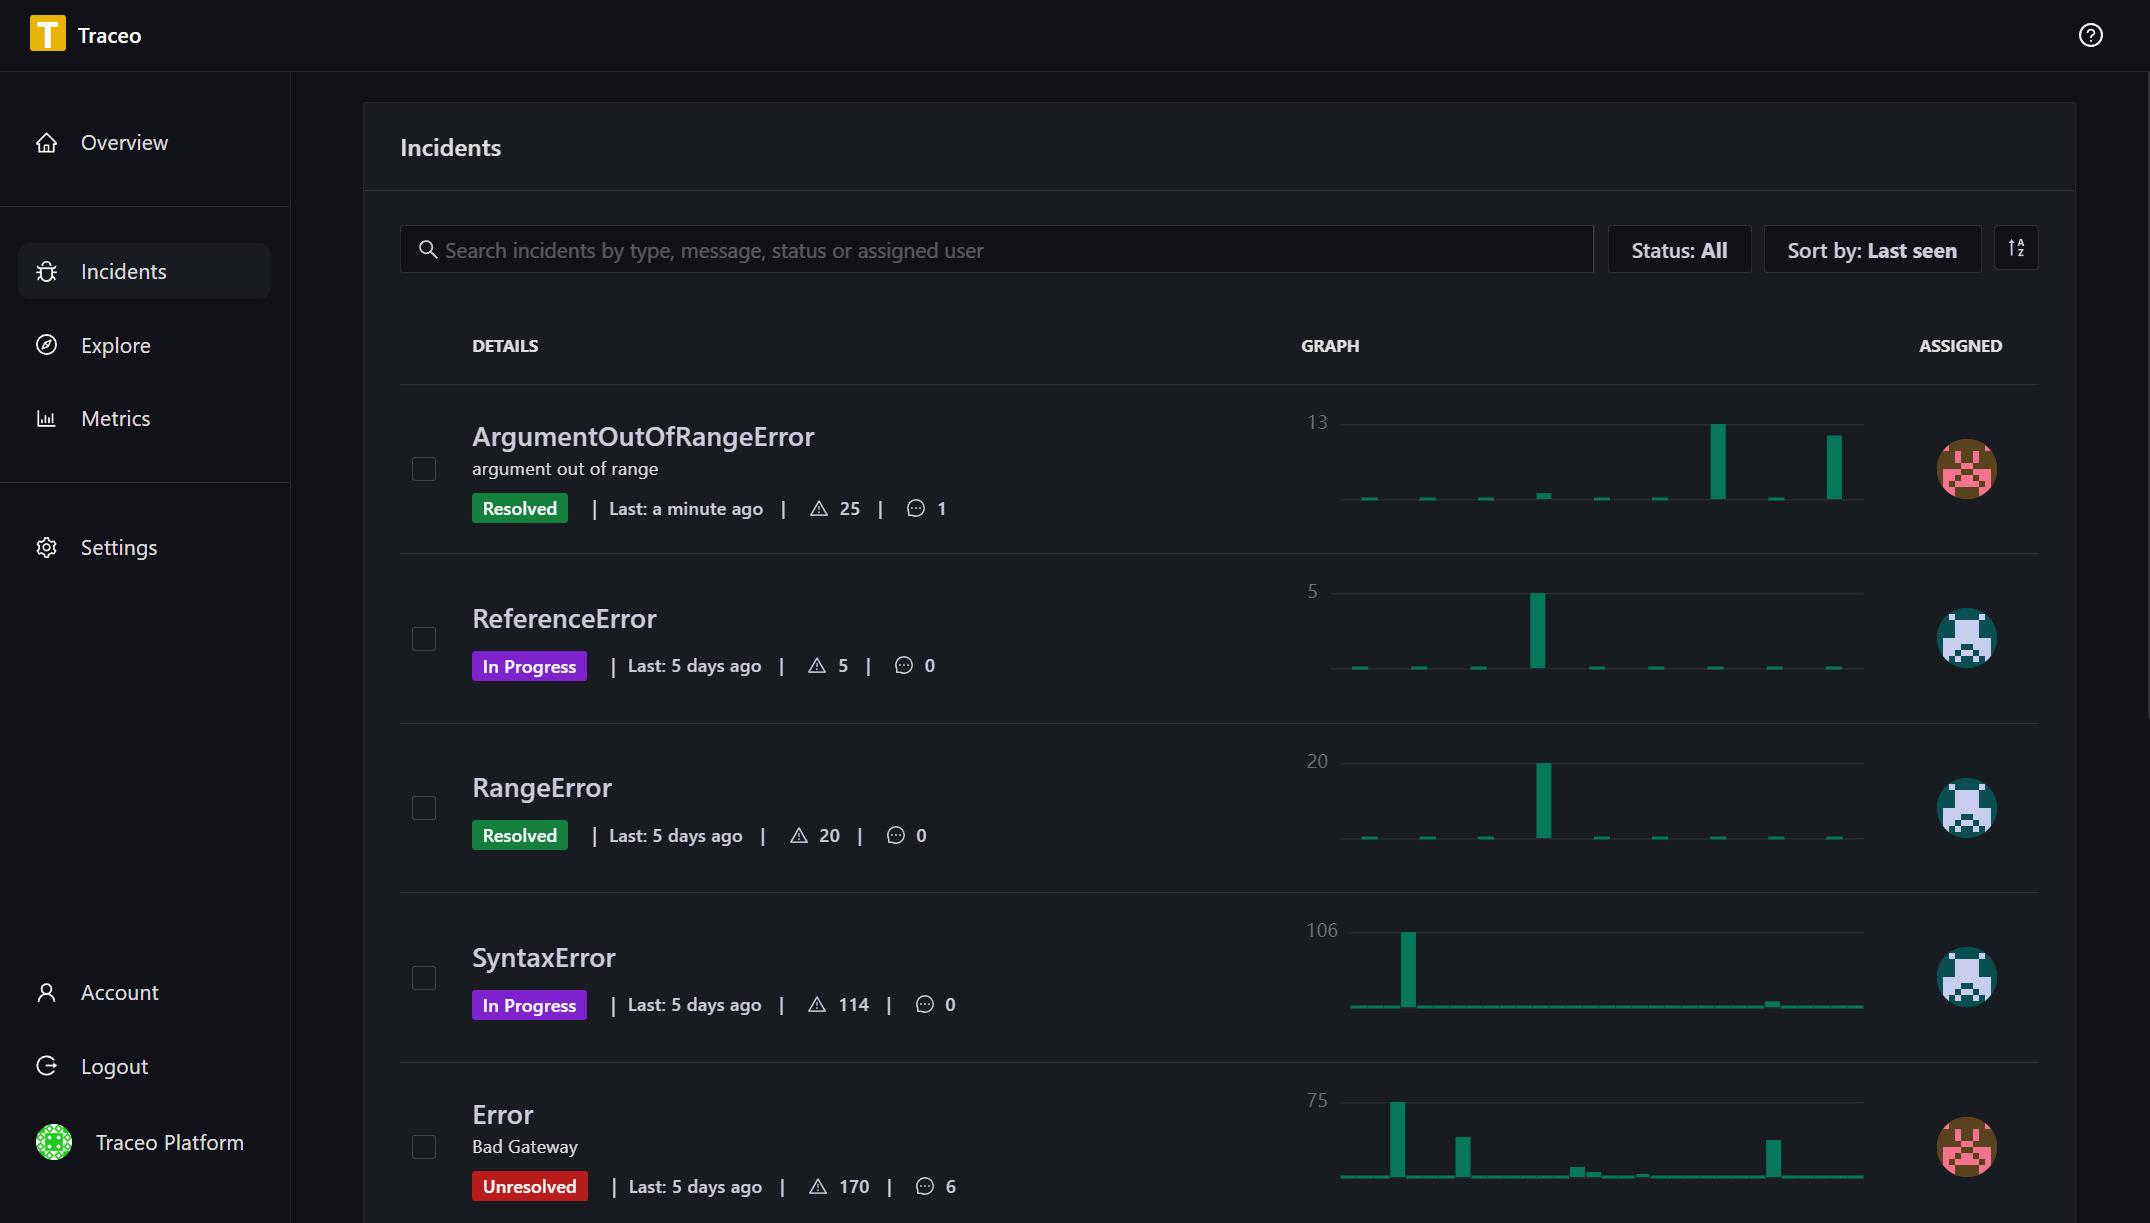 T Traceo
Overview
Incidents
Explore
Metrics
Settings
Account
Logout
Traceo Platform
Incidents
Search incidents by type, message, status or assigned user
Status: All
Sort by: Last seen
DETAILS GRAPH ASSIGNED
ArgumentOutOfRangeError
argument out of range
Resolved | Last: a minute ago | 25 | 1
13
ReferenceError
In Progress | Last: 5 days ago | 5 | 0
5
RangeError
Resolved | Last: 5 days ago | 20 | 0
20
SyntaxError
In Progress | Last: 5 days ago | 114 | 0
106
Error
Bad Gateway
Unresolved | Last: 5 days ago | 170 | 6
75